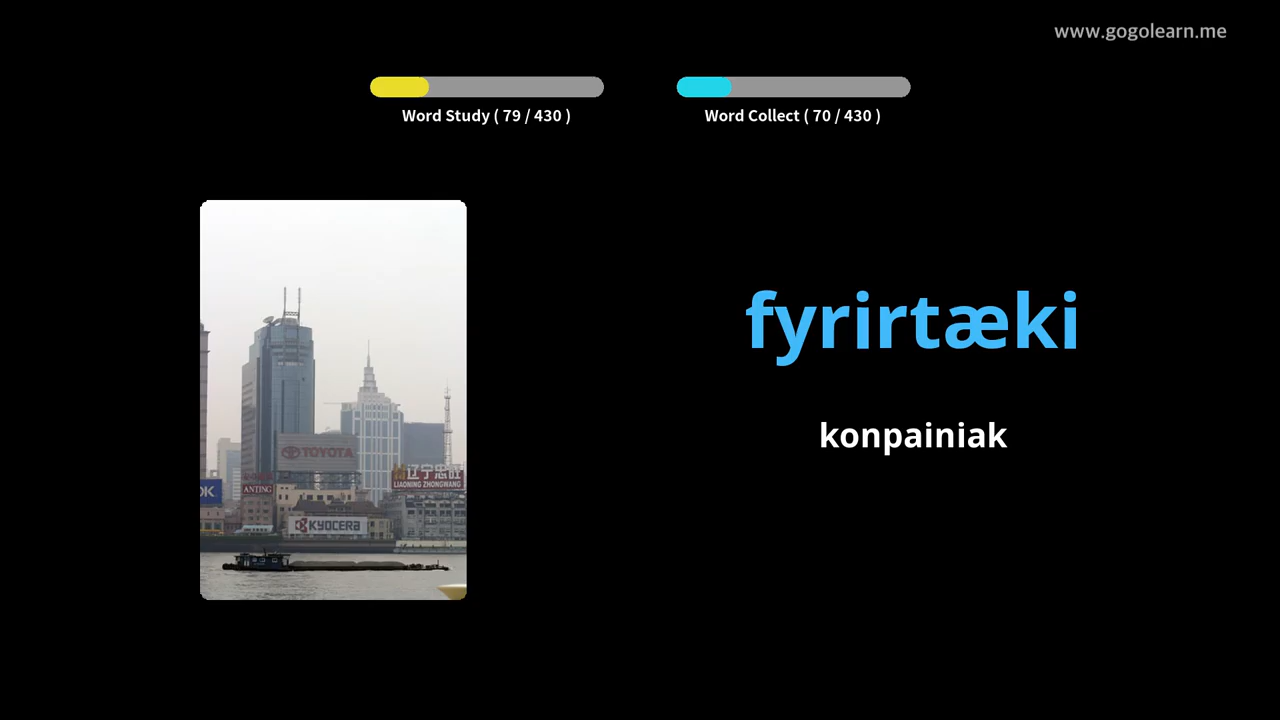 www.gogolearn.me
Word Study ( 79 / 430 )
Word Collect ( 70 / 430 )
fyrirtæki
konpainiak
TOYOTA
辽宁忠旺
LIAONING ZHONGWANG
OK
ANTING
KYOCERA